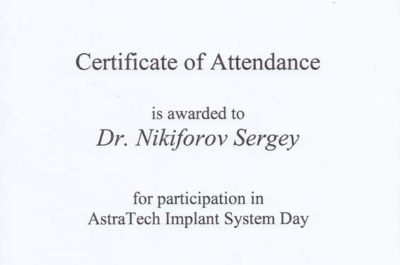 Certificate of Attendance
is awarded to
Dr. Nikiforov Sergey
for participation in
AstraTech Implant System Day